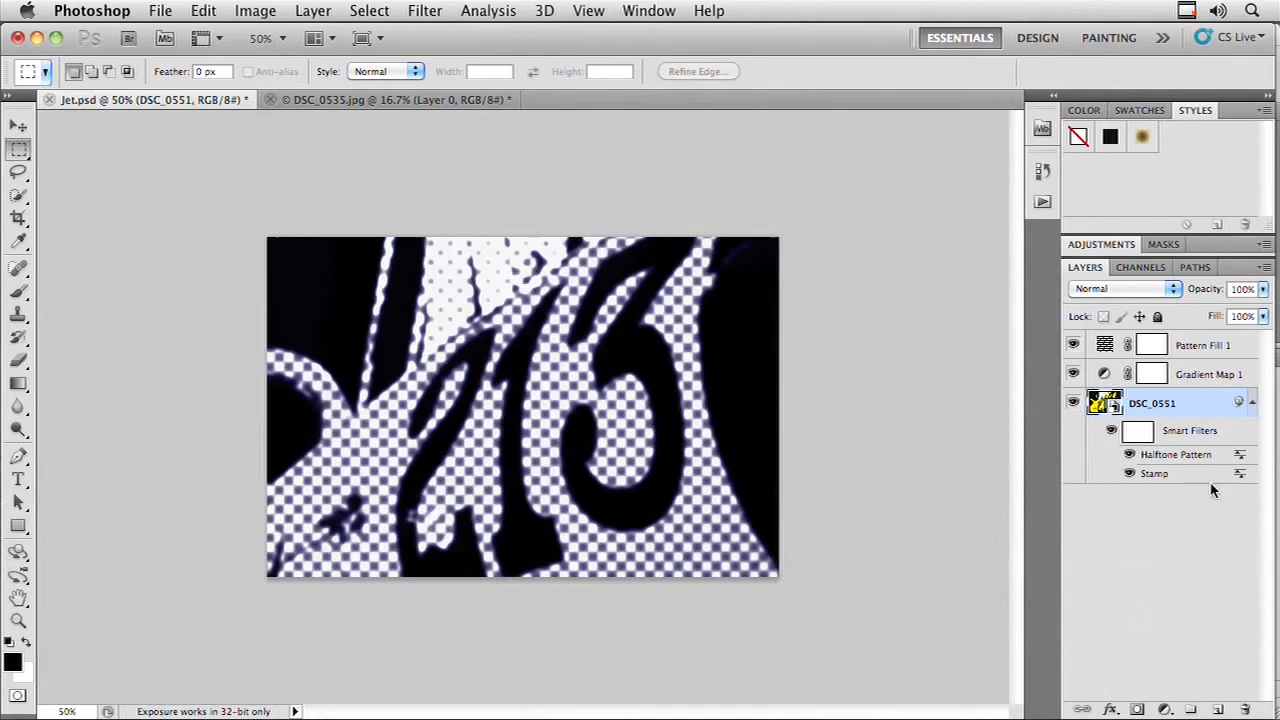 Photoshop File Edit Image Layer Select Filter Analysis 3D View Window Help
Ps Br Mb 50% ESSENTIALS DESIGN PAINTING CS Live
Feather: 0 px Anti-alias Style: Normal Width: Height: Refine Edge...
Jet.psd @ 50% (DSC_0551, RGB/8#) * © DSC_0535.jpg @ 16.7% (Layer 0, RGB/8#) *
COLOR SWATCHES STYLES
Mb
ADJUSTMENTS MASKS
LAYERS CHANNELS PATHS
Normal Opacity: 100%
Lock: Fill: 100%
Pattern Fill 1
Gradient Map 1
DSC_0551
Smart Filters
Halftone Pattern
Stamp
50% Exposure works in 32-bit only